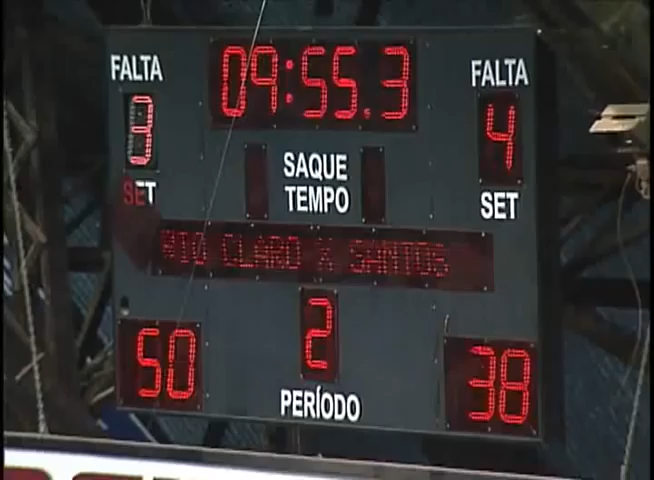 09:55.3
FALTA
FALTA
3
4
SAQUE
TEMPO
SET
SET
RIO CLARO X SANTOS
50
2
38
PERÍODO